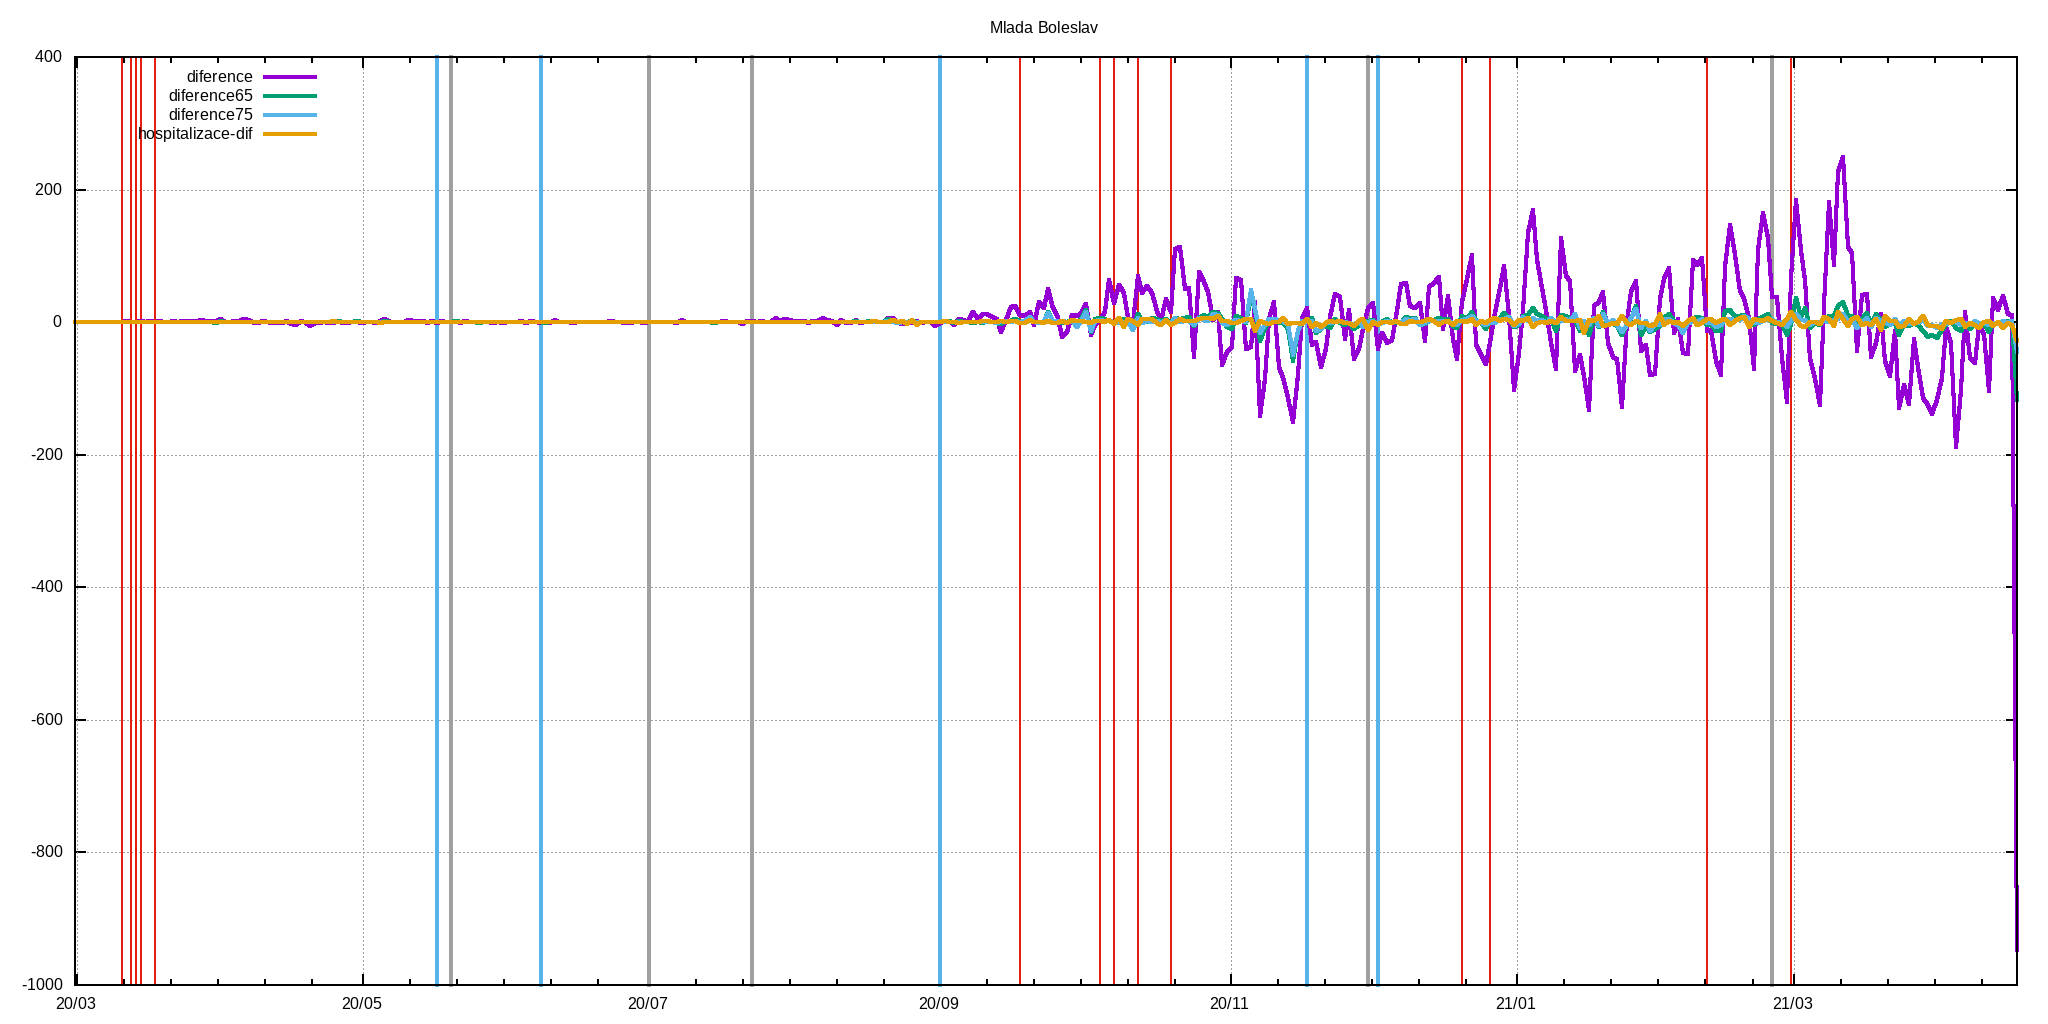 Mlada Boleslav
400
diference
diference65
diference75
hospitalizace-dif
200
0
-200
-400
-600
-800
-1000
20/03 20/05 20/07 20/09 20/11 21/01 21/03